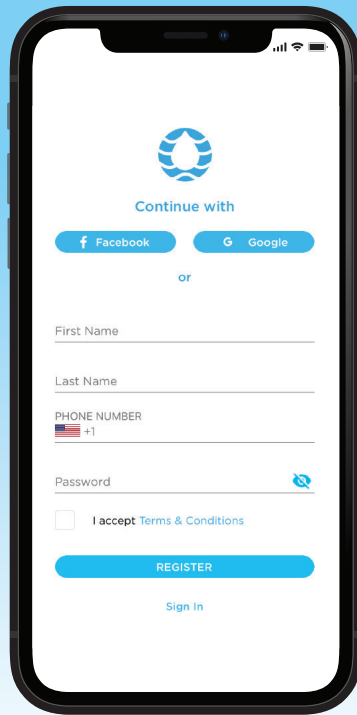 Continue with
Facebook
G Google
or
First Name
Last Name
PHONE NUMBER
+1
Password
I accept Terms & Conditions
REGISTER
Sign In